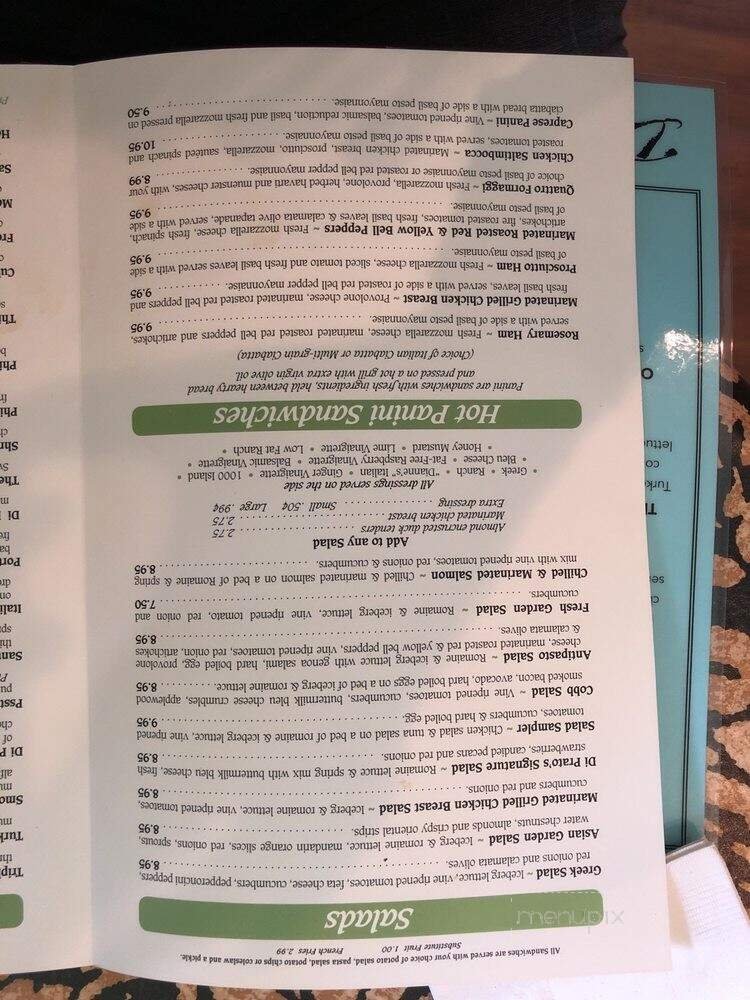 All Sandwiches are served with your choice of potato salad, pasta salad, potato chips or coleslaw and a pickle.
Substitute Fruit 1.00 French Fries 2.99
Salads
Greek Salad ~ Iceberg lettuce, vine ripened tomatoes, feta cheese, cucumbers, pepperoncini peppers,
red onions and calamata olives. 8.95
Asian Garden Salad ~ Iceberg & romaine lettuce, mandarin orange slices, red onions, sprouts,
water chestnuts, almonds and crispy oriental strips. 8.95
Marinated Grilled Chicken Breast Salad ~ Iceberg & romaine lettuce, vine ripened tomatoes,
cucumbers and red onions. 8.95
Di Prato's Signature Salad ~ Romaine lettuce & spring mix with buttermilk bleu cheese, fresh
strawberries, candied pecans and red onions. 8.95
Salad Sampler ~ Chicken salad & tuna salad on a bed of romaine & iceberg lettuce, vine ripened
tomatoes, cucumbers & hard boiled egg. 9.95
Cobb Salad ~ Vine ripened tomatoes, cucumbers, buttermilk bleu cheese crumbles, applewood
smoked bacon, avocado, hard boiled eggs on a bed of iceberg & romaine lettuce. 8.95
Antipasto Salad ~ Romaine & iceberg lettuce with genoa salami, hard boiled egg, provolone
cheese, marinated roasted red & yellow bell peppers, vine ripened tomatoes, red onion, artichokes
& calamata olives. 8.95
Fresh Garden Salad ~ Romaine & iceberg lettuce, vine ripened tomato, red onion and
cucumbers. 7.50
Chilled & Marinated Salmon ~ Chilled & marinated salmon on a bed of Romaine & spring
mix with vine ripened tomatoes, red onions & cucumbers. 8.95
Add to any Salad
Almond encrusted duck tenders 2.75
Marinated chicken breast 2.75
Extra dressing Small .50¢ Large .99¢
All dressings served on the side
• Greek • Ranch • "Dianne's" Italian • Ginger Vinaigrette • 1000 Island •
Bleu Cheese • Fat-Free Raspberry Vinaigrette • Balsamic Vinaigrette •
• Honey Mustard • Lime Vinaigrette • Low Fat Ranch •
Hot Panini Sandwiches
Panini are sandwiches with fresh ingredients, held between hearty bread
and pressed on a hot grill with extra virgin olive oil.
(Choice of Italian Ciabatta or Multi-grain Ciabatta)
Rosemary Ham ~ Fresh mozzarella cheese, marinated roasted red bell peppers and artichokes,
served with a side of basil pesto mayonnaise. 9.95
Marinated Grilled Chicken Breast ~ Provolone cheese, marinated roasted red bell peppers and
fresh basil leaves, served with a side of roasted red bell pepper mayonnaise. 9.95
Prosciutto Ham ~ Fresh mozzarella cheese, sliced tomato and fresh basil leaves served with a side
of basil pesto mayonnaise. 9.95
Marinated Roasted Red & Yellow Bell Peppers ~ Fresh mozzarella cheese, fresh spinach,
artichokes, fire roasted tomatoes, fresh basil leaves & calamata olive tapanade, served with a side
of basil pesto mayonnaise. 9.95
Quattro Formaggi ~ Fresh mozzarella, provolone, herbed havarti and muenster cheeses, with your
choice of basil pesto mayonnaise or roasted red bell pepper mayonnaise. 8.99
Chicken Saltimbocca ~ Marinated chicken breast, prosciutto, mozzarella, sautéed spinach and
roasted tomatoes, served with a side of basil pesto mayonnaise. 10.95
Caprese Panini ~ Vine ripened tomatoes, balsamic reduction, basil and fresh mozzarella pressed on
ciabatta bread with a side of basil pesto mayonnaise. 9.50
menupix